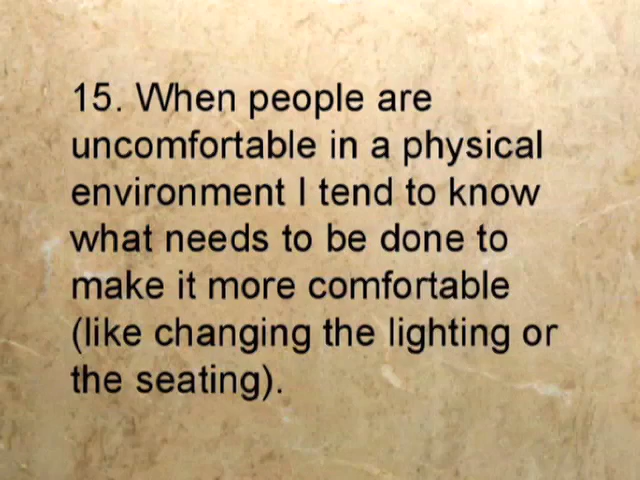 15. When people are
uncomfortable in a physical
environment I tend to know
what needs to be done to
make it more comfortable
(like changing the lighting or
the seating).